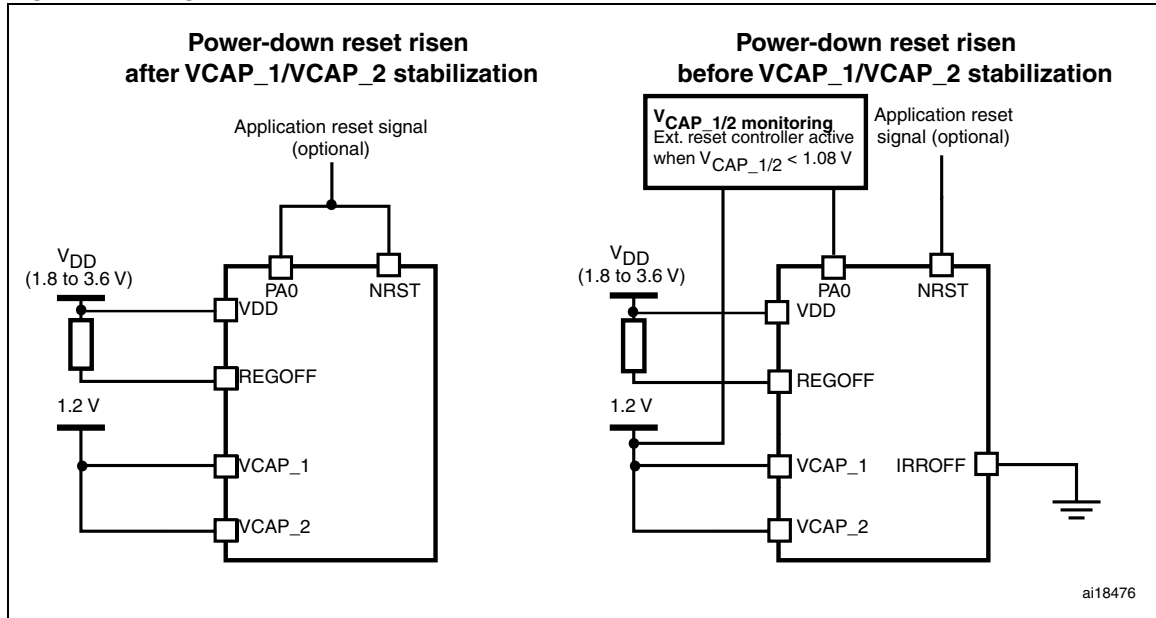 Power-down reset risen
after VCAP_1/VCAP_2 stabilization
Application reset signal
(optional)
VDD
(1.8 to 3.6 V)
PA0
NRST
VDD
REGOFF
1.2 V
VCAP_1
VCAP_2
Power-down reset risen
before VCAP_1/VCAP_2 stabilization
VCAP_1/2 monitoring
Ext. reset controller active
when VCAP_1/2 < 1.08 V
Application reset
signal (optional)
VDD
(1.8 to 3.6 V)
PA0
NRST
VDD
REGOFF
1.2 V
VCAP_1
IRROFF
VCAP_2
ai18476